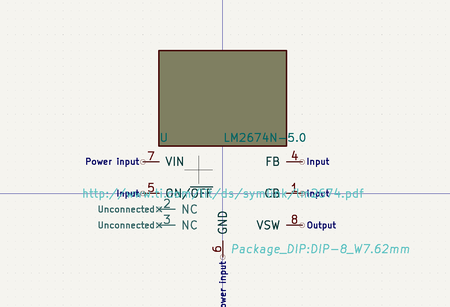 U LM2674N-5.0
Power Input 7 VIN FB 4 Input
Input 5 ON/OFF CB 1 Input
http://www.ti.com/lit/ds/symlink/lm2674.pdf
Unconnected 2 NC
Unconnected 3 NC VSW 8 Output
GND
6
Power Input
Package_DIP:DIP-8_W7.62mm